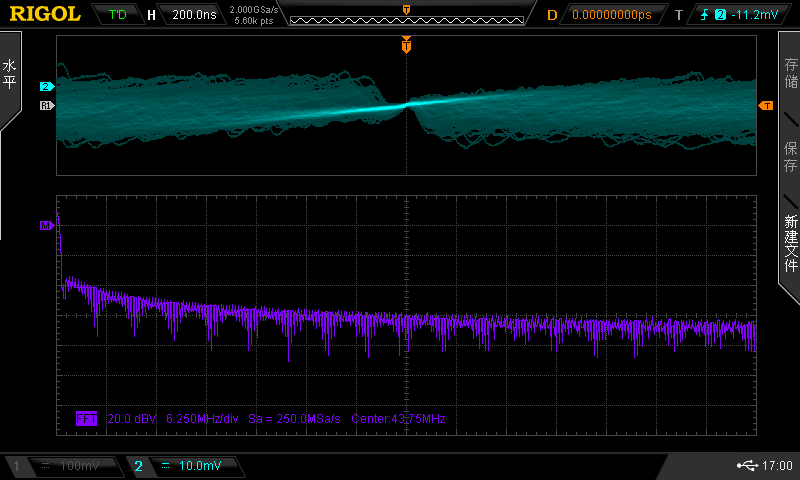 RIGOL T'D H 200.0ns 2.000GSa/s D 0.00000000ps T 2 -11.2mV
5.60k pts
T
水平
T
2
R1
T
存储
保存
新建文件
M
FFT 20.0 dBV 6.250MHz/div Sa = 250.0MSa/s Center:43.75MHz
1 = 100mV 2 = 10.0mV 17:00